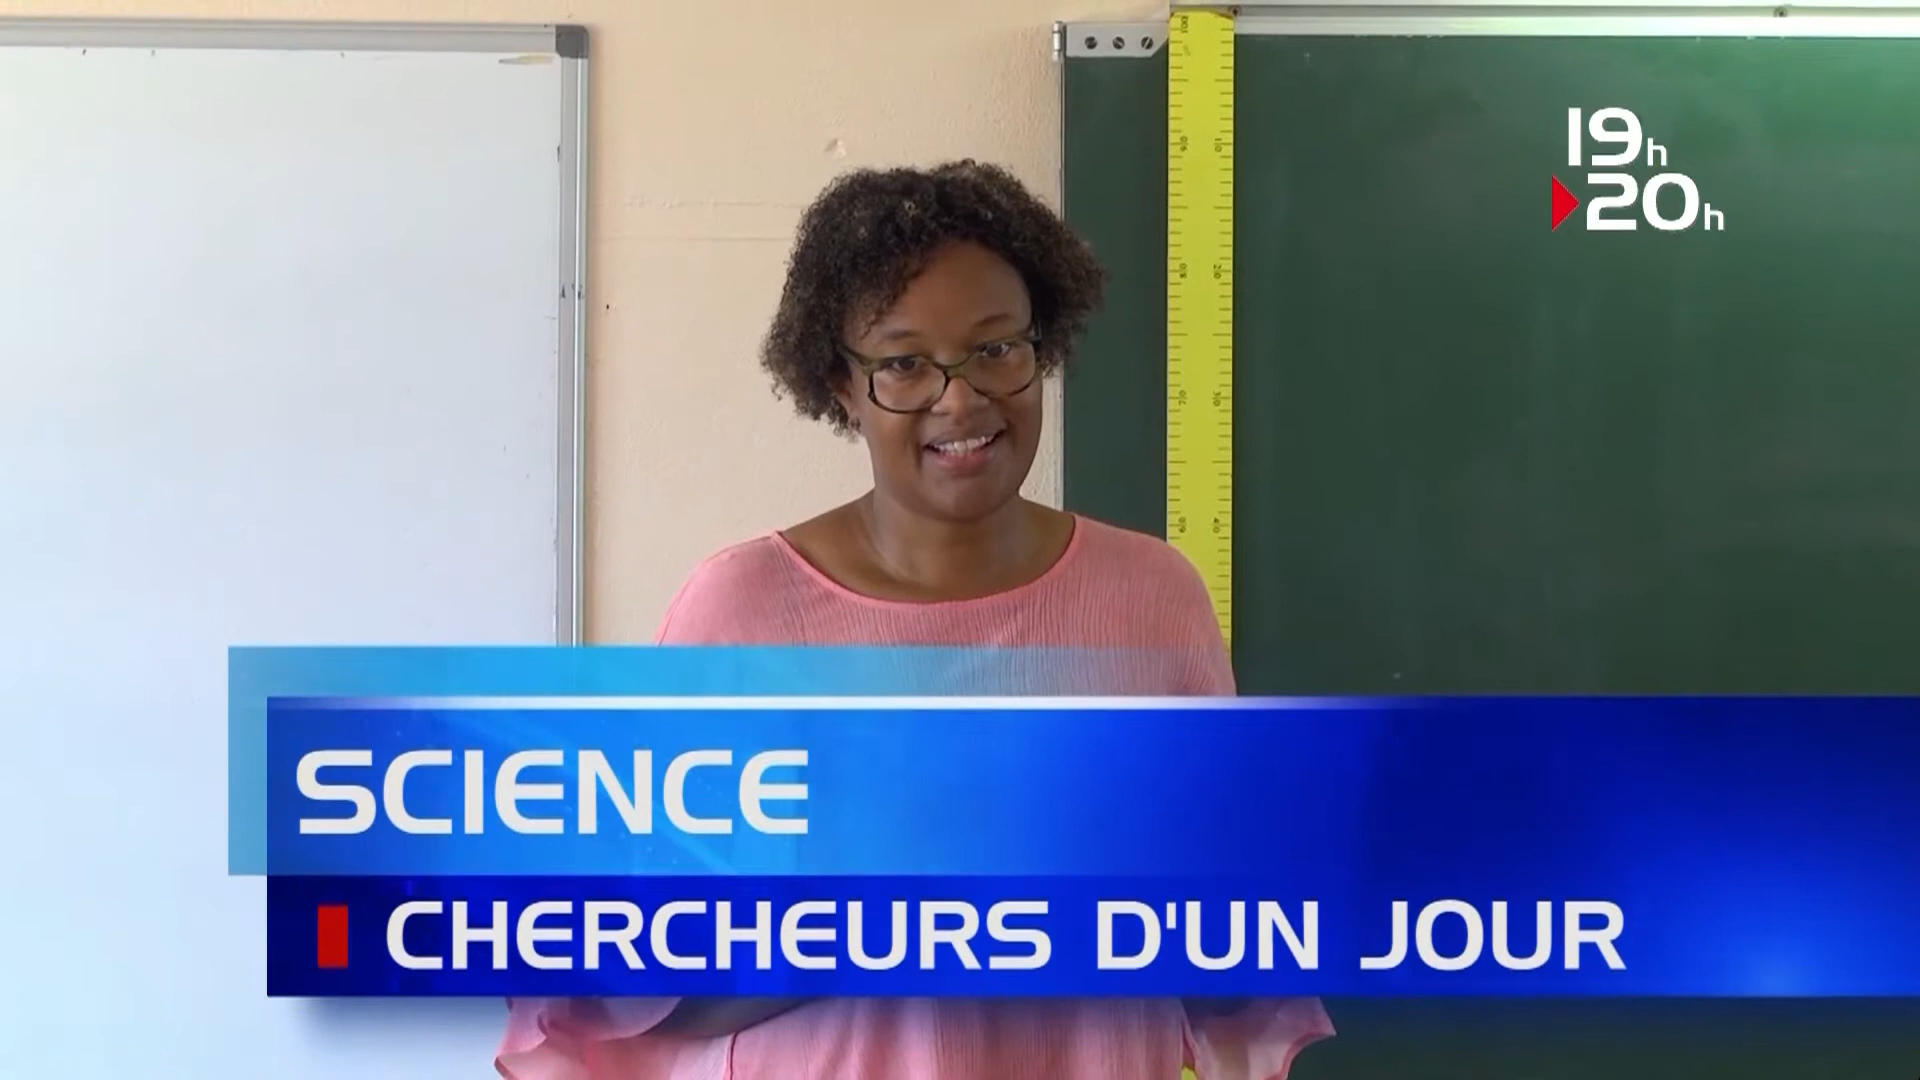 19h
20h
SCIENCE
CHERCHEURS D'UN JOUR